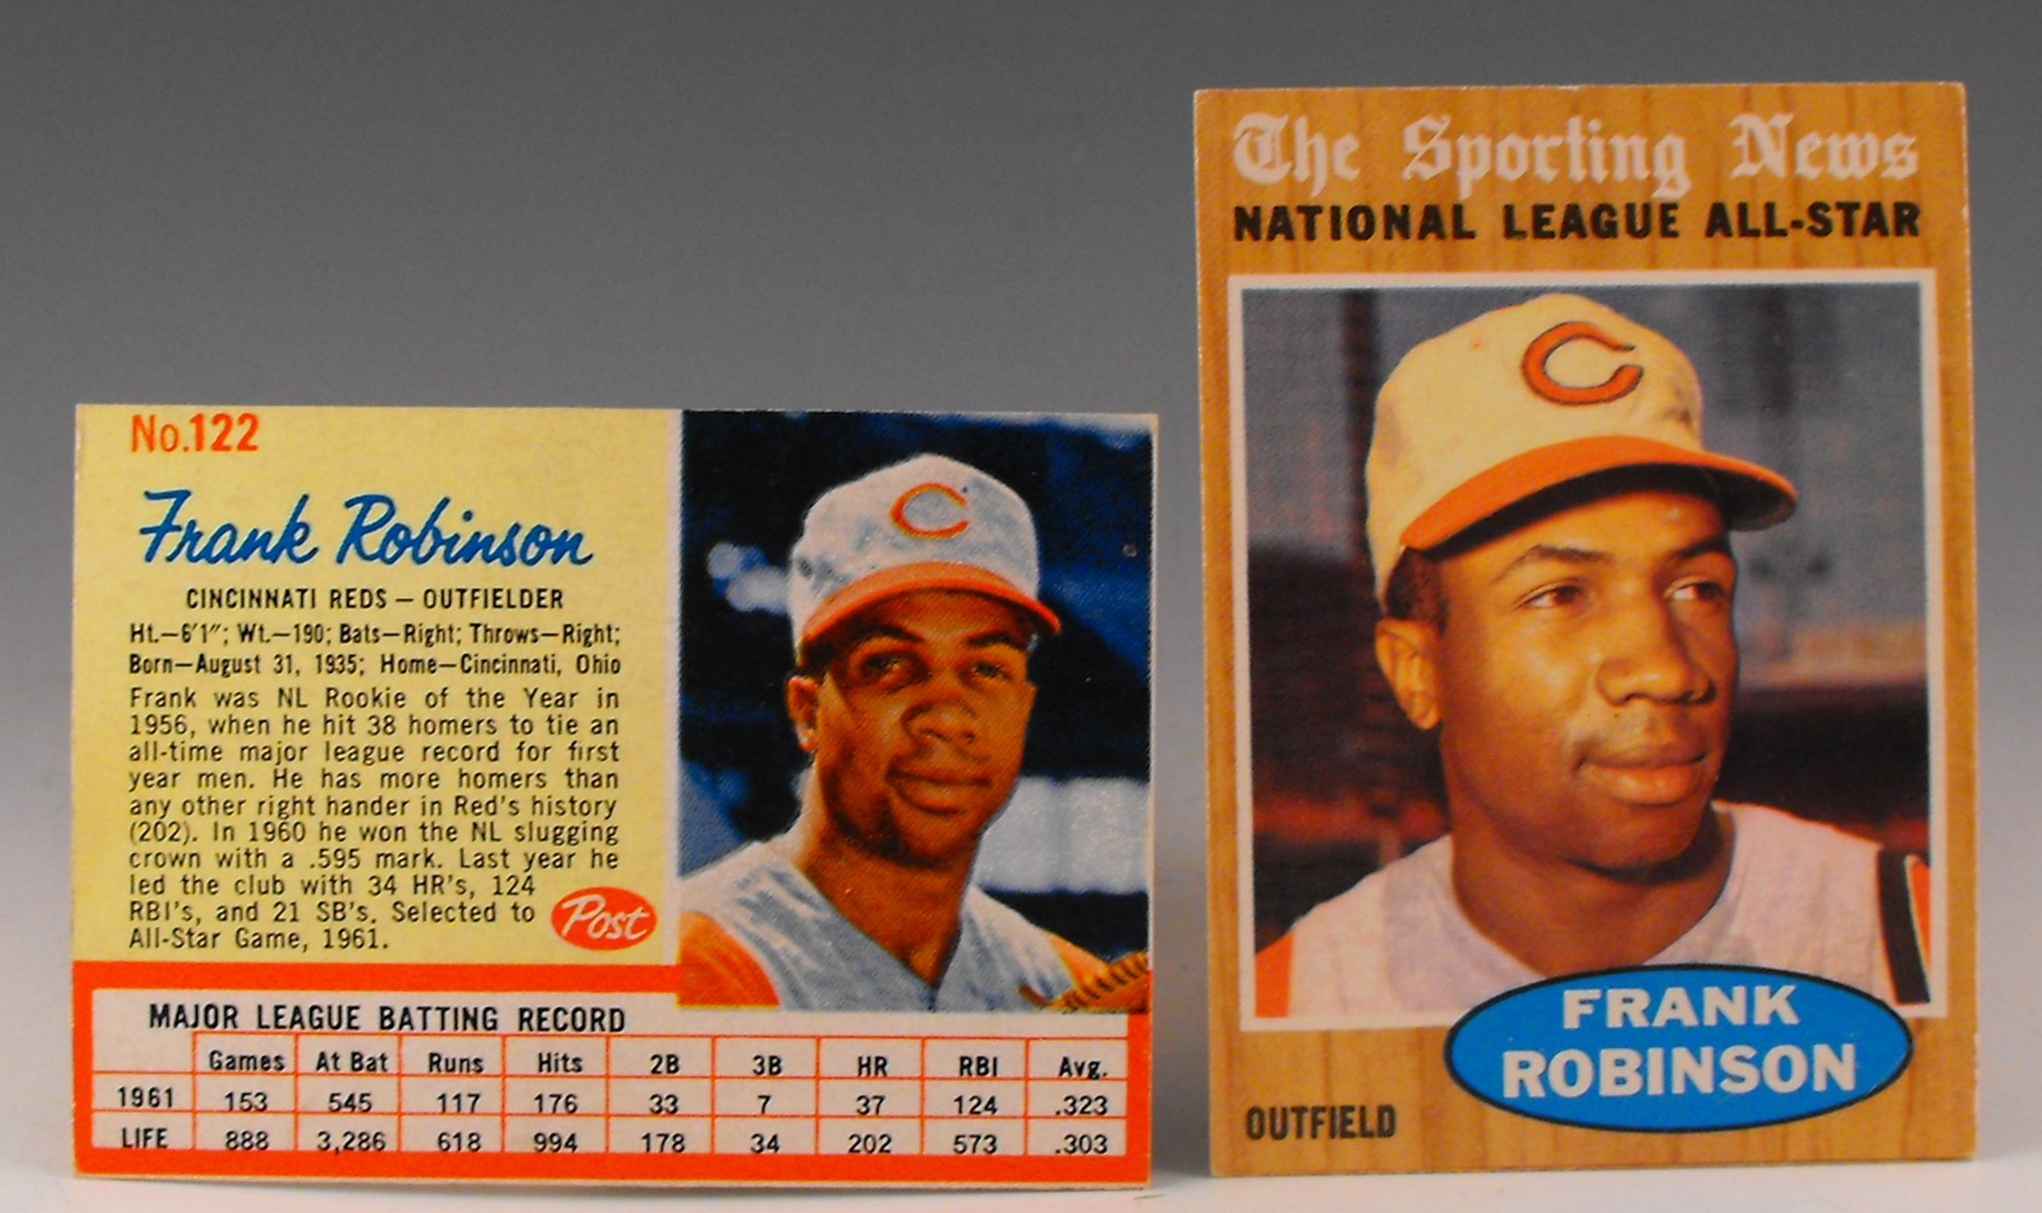 No.122
Frank Robinson
CINCINNATI REDS — OUTFIELDER
Ht.—6'1"; Wt.—190; Bats—Right; Throws—Right;
Born—August 31, 1935; Home—Cincinnati, Ohio
Frank was NL Rookie of the Year in
1956, when he hit 38 homers to tie an
all-time major league record for first
year men. He has more homers than
any other right hander in Red's history
(202). In 1960 he won the NL slugging
crown with a .595 mark. Last year he
led the club with 34 HR's, 124
RBI's, and 21 SB's. Selected to
All-Star Game, 1961.
Post
C
MAJOR LEAGUE BATTING RECORD
Games At Bat Runs Hits 2B 3B HR RBI Avg.
1961 153 545 117 176 33 7 37 124 .323
LIFE 888 3,286 618 994 178 34 202 573 .303
The Sporting News
NATIONAL LEAGUE ALL-STAR
C
FRANK
ROBINSON
OUTFIELD